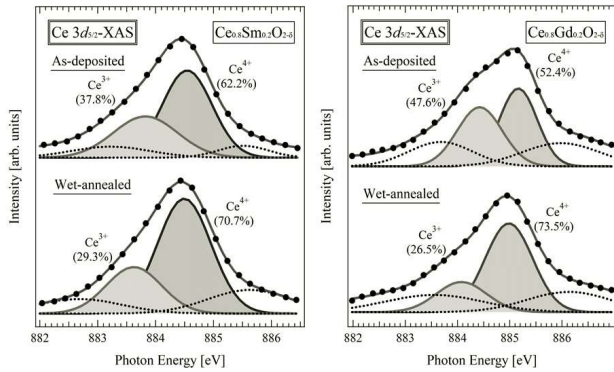 Ce 3d5/2-XAS
Ce0.8Sm0.2O2-δ
As-deposited
Ce3+
(37.8%)
Ce4+
(62.2%)
Wet-annealed
Ce3+
(29.3%)
Ce4+
(70.7%)
Intensity [arb. units]
882 883 884 885 886
Photon Energy [eV]
Ce 3d5/2-XAS
Ce0.8Gd0.2O2-δ
As-deposited
Ce3+
(47.6%)
Ce4+
(52.4%)
Wet-annealed
Ce3+
(26.5%)
Ce4+
(73.5%)
Intensity [arb. units]
882 883 884 885 886
Photon Energy [eV]